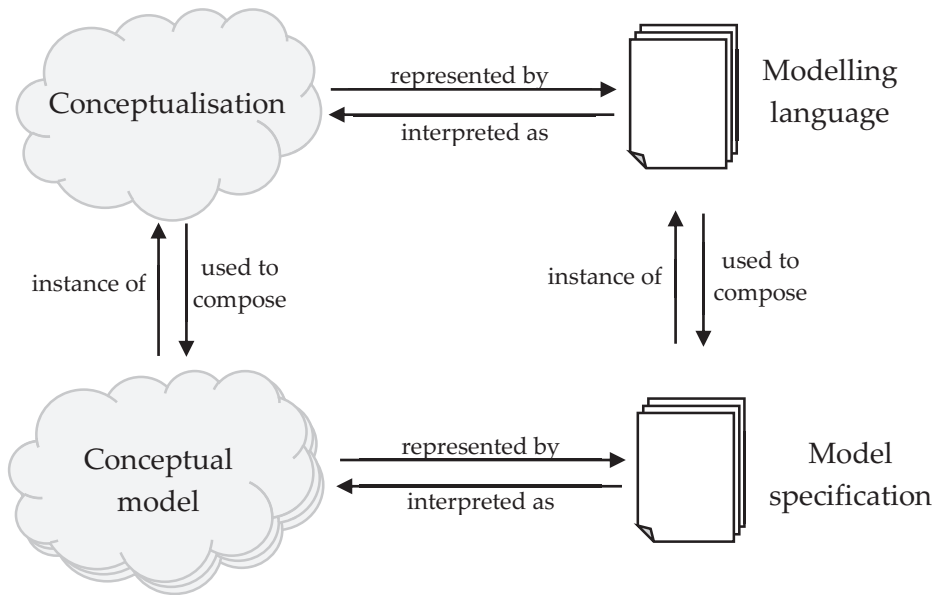 represented by
Conceptualisation
interpreted as
Modelling
language
instance of
used to
compose
instance of
used to
compose
Conceptual
model
represented by
interpreted as
Model
specification